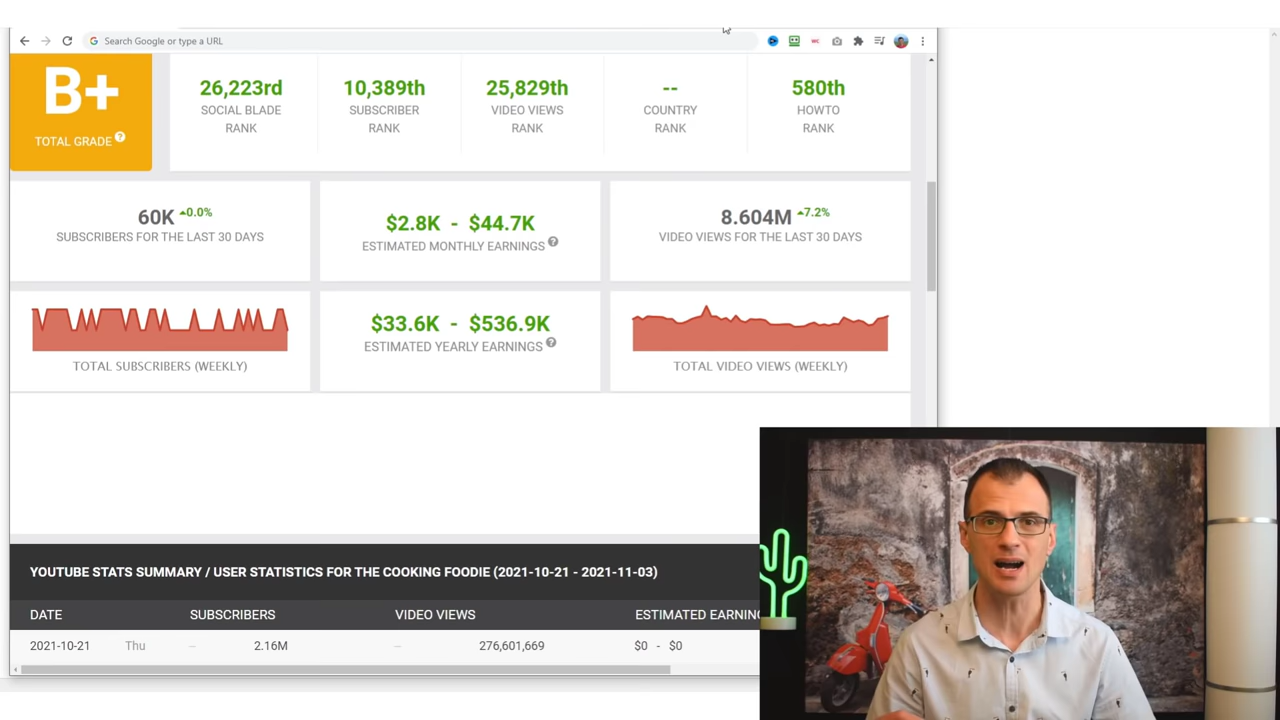 Search Google or type a URL
B+
TOTAL GRADE ?
26,223rd
SOCIAL BLADE
RANK
10,389th
SUBSCRIBER
RANK
25,829th
VIDEO VIEWS
RANK
--
COUNTRY
RANK
580th
HOWTO
RANK
60K 0.0%
SUBSCRIBERS FOR THE LAST 30 DAYS
$2.8K - $44.7K
ESTIMATED MONTHLY EARNINGS ?
8.604M 7.2%
VIDEO VIEWS FOR THE LAST 30 DAYS
TOTAL SUBSCRIBERS (WEEKLY)
$33.6K - $536.9K
ESTIMATED YEARLY EARNINGS ?
TOTAL VIDEO VIEWS (WEEKLY)
YOUTUBE STATS SUMMARY / USER STATISTICS FOR THE COOKING FOODIE (2021-10-21 - 2021-11-03)
DATE SUBSCRIBERS VIDEO VIEWS ESTIMATED EARNIN
2021-10-21 Thu -- 2.16M -- 276,601,669 $0 - $0